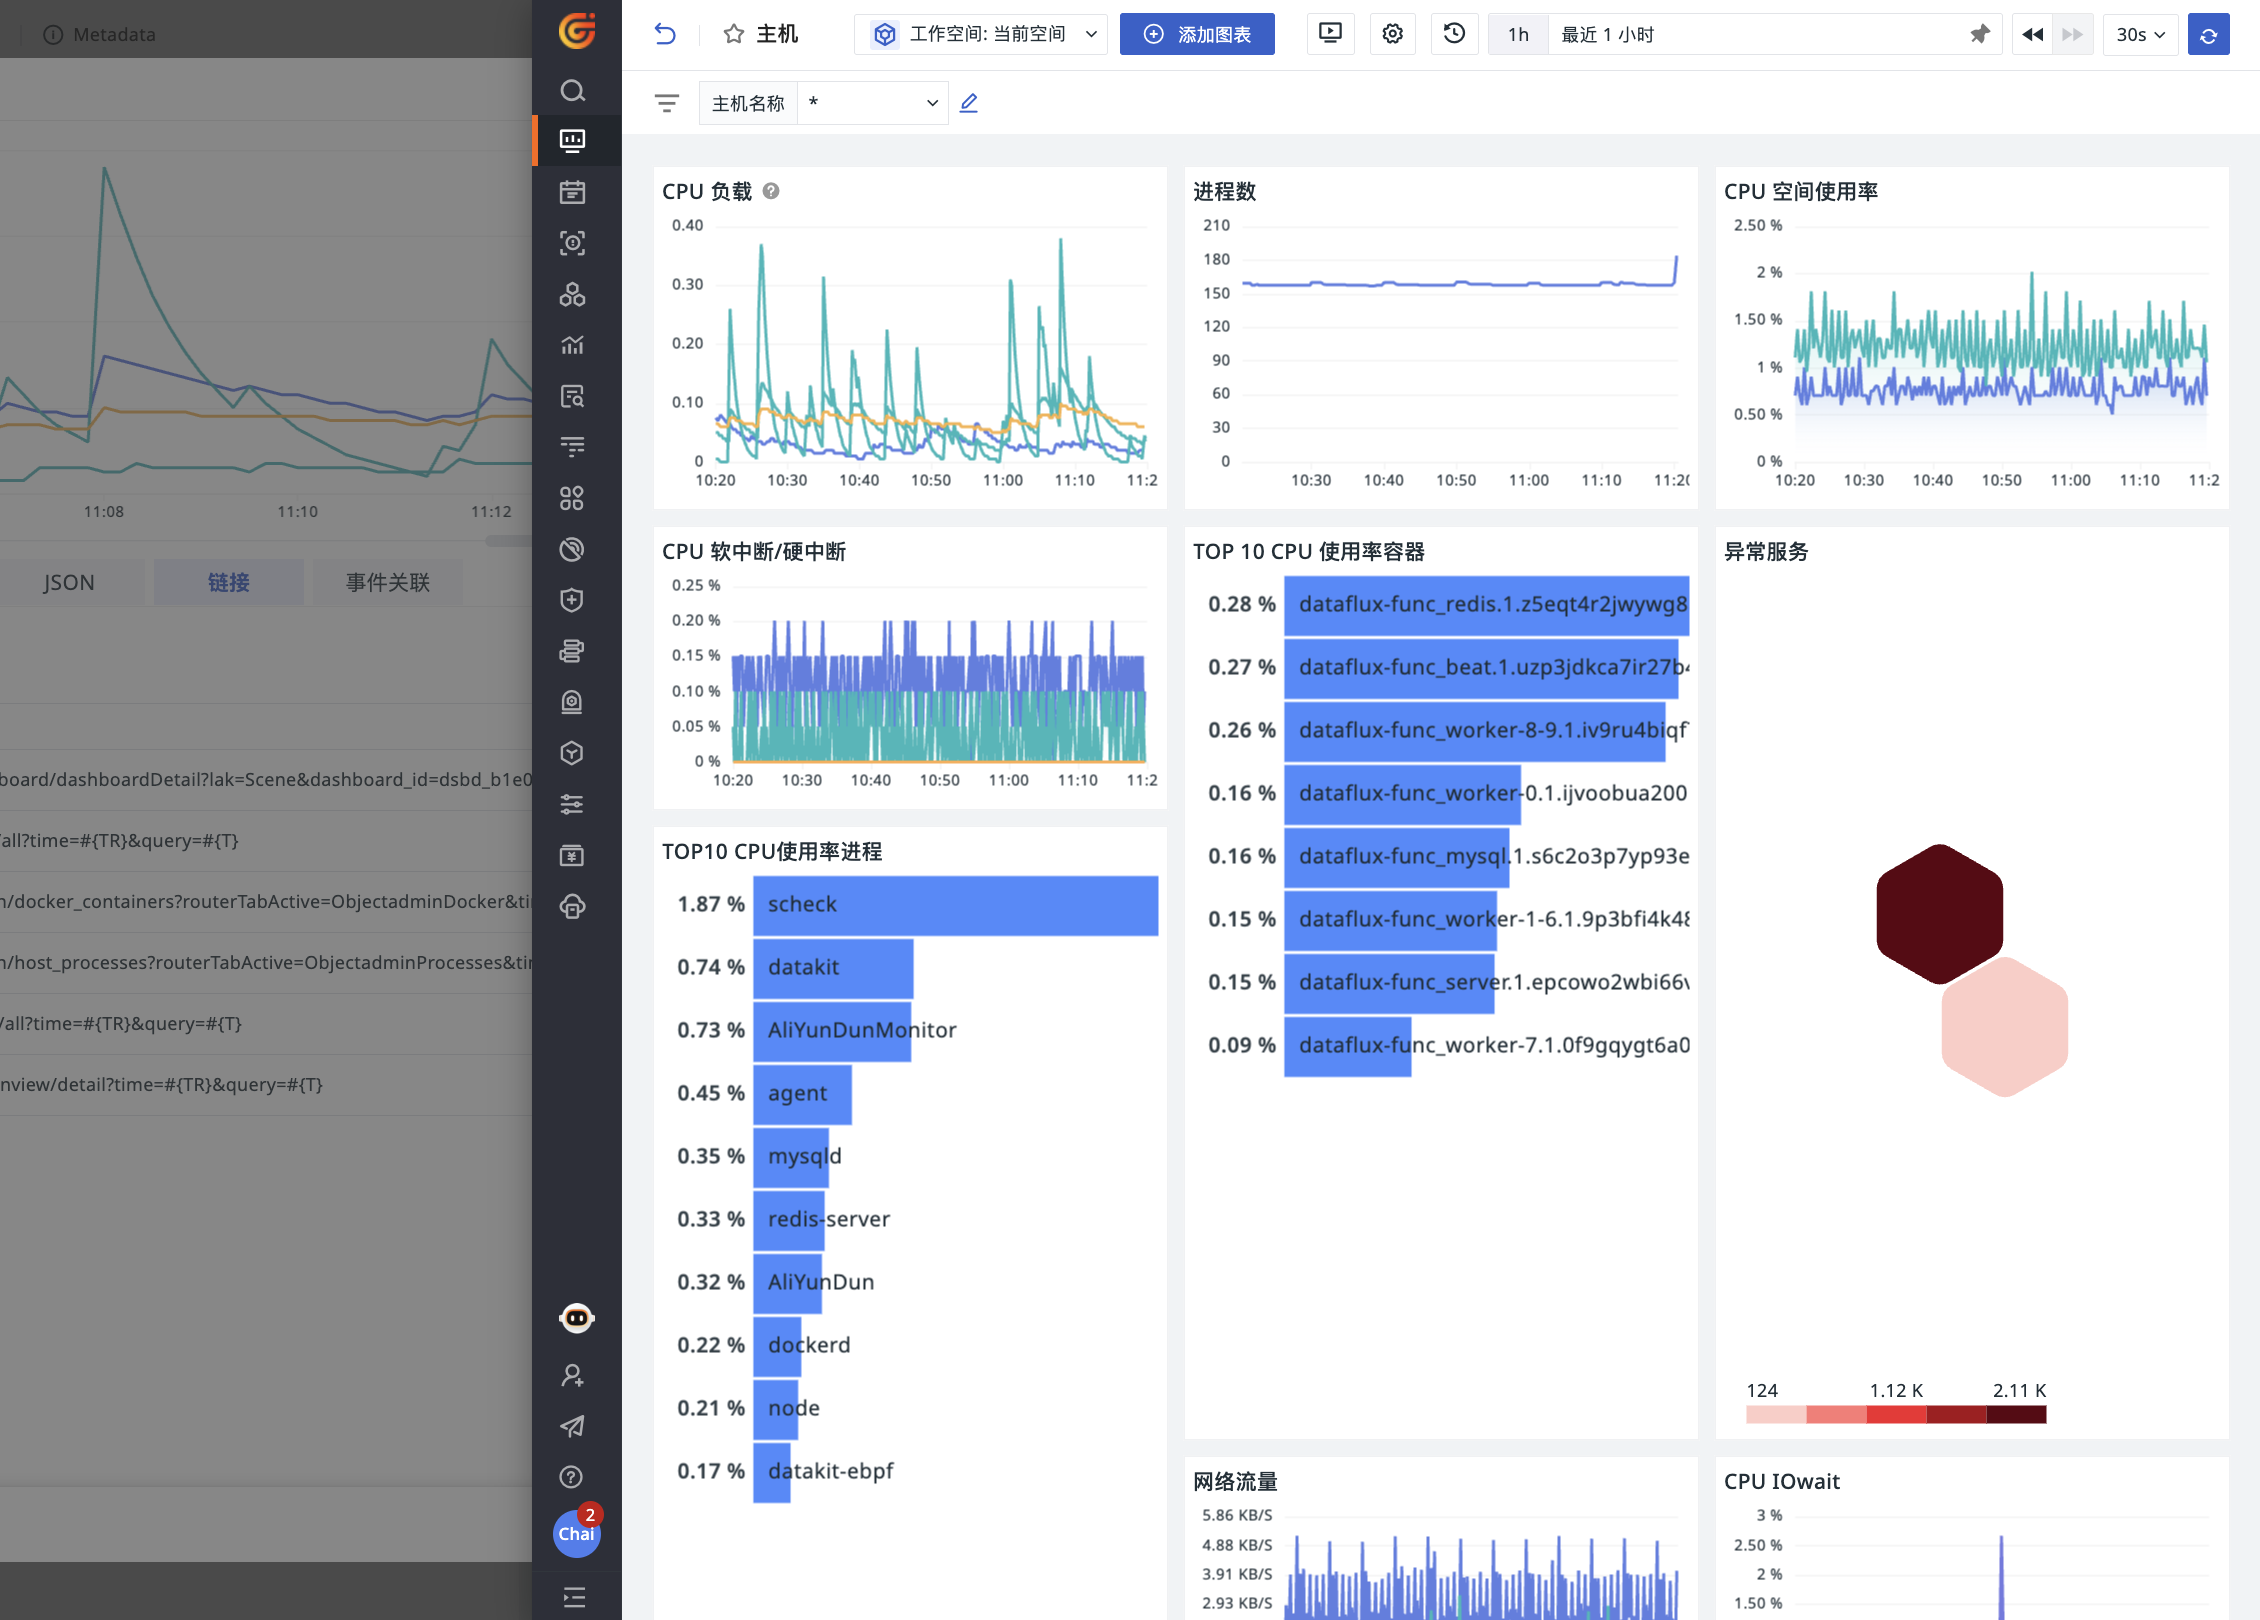 Metadata
11:08
11:10
11:12
JSON
链接
事件关联
board/dashboardDetail?lak=Scene&dashboard_id=dsbd_b1e0
/all?time=#{TR}&query=#{T}
/docker_containers?routerTabActive=ObjectadminDocker&ti
/host_processes?routerTabActive=ObjectadminProcesses&ti
/all?time=#{TR}&query=#{T}
nview/detail?time=#{TR}&query=#{T}
Chai
2
主机
工作空间: 当前空间
添加图表
1h
最近 1 小时
30s
主机名称
*
CPU 负载
0.40
0.30
0.20
0.10
0
10:20
10:30
10:40
10:50
11:00
11:10
11:2
进程数
210
180
150
120
90
60
30
0
10:30
10:40
10:50
11:00
11:10
11:20
CPU 空间使用率
2.50 %
2 %
1.50 %
1 %
0.50 %
0 %
10:20
10:30
10:40
10:50
11:00
11:10
11:2
CPU 软中断/硬中断
0.25 %
0.20 %
0.15 %
0.10 %
0.05 %
0 %
10:20
10:30
10:40
10:50
11:00
11:10
11:2
TOP 10 CPU 使用率容器
0.28 % dataflux-func_redis.1.z5eqt4r2jwywg8
0.27 % dataflux-func_beat.1.uzp3jdkca7ir27b
0.26 % dataflux-func_worker-8-9.1.iv9ru4biqf
0.16 % dataflux-func_worker-0.1.ijvoobua200
0.16 % dataflux-func_mysql.1.s6c2o3p7yp93e
0.15 % dataflux-func_worker-1-6.1.9p3bfi4k48
0.15 % dataflux-func_server.1.epcowo2wbi66
0.09 % dataflux-func_worker-7.1.0f9gqygt6a0
异常服务
124
1.12 K
2.11 K
TOP10 CPU使用率进程
1.87 % scheck
0.74 % datakit
0.73 % AliYunDunMonitor
0.45 % agent
0.35 % mysqld
0.33 % redis-server
0.32 % AliYunDun
0.22 % dockerd
0.21 % node
0.17 % datakit-ebpf
网络流量
5.86 KB/S
4.88 KB/S
3.91 KB/S
2.93 KB/S
CPU IOwait
3 %
2.50 %
2 %
1.50 %